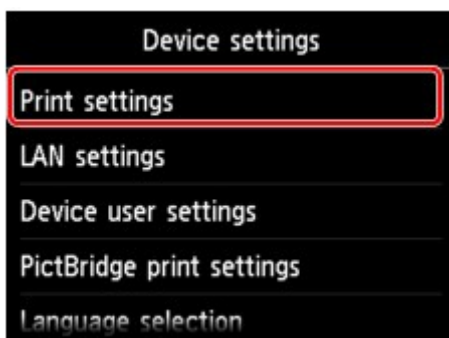 Device settings
Print settings
LAN settings
Device user settings
PictBridge print settings
Language selection